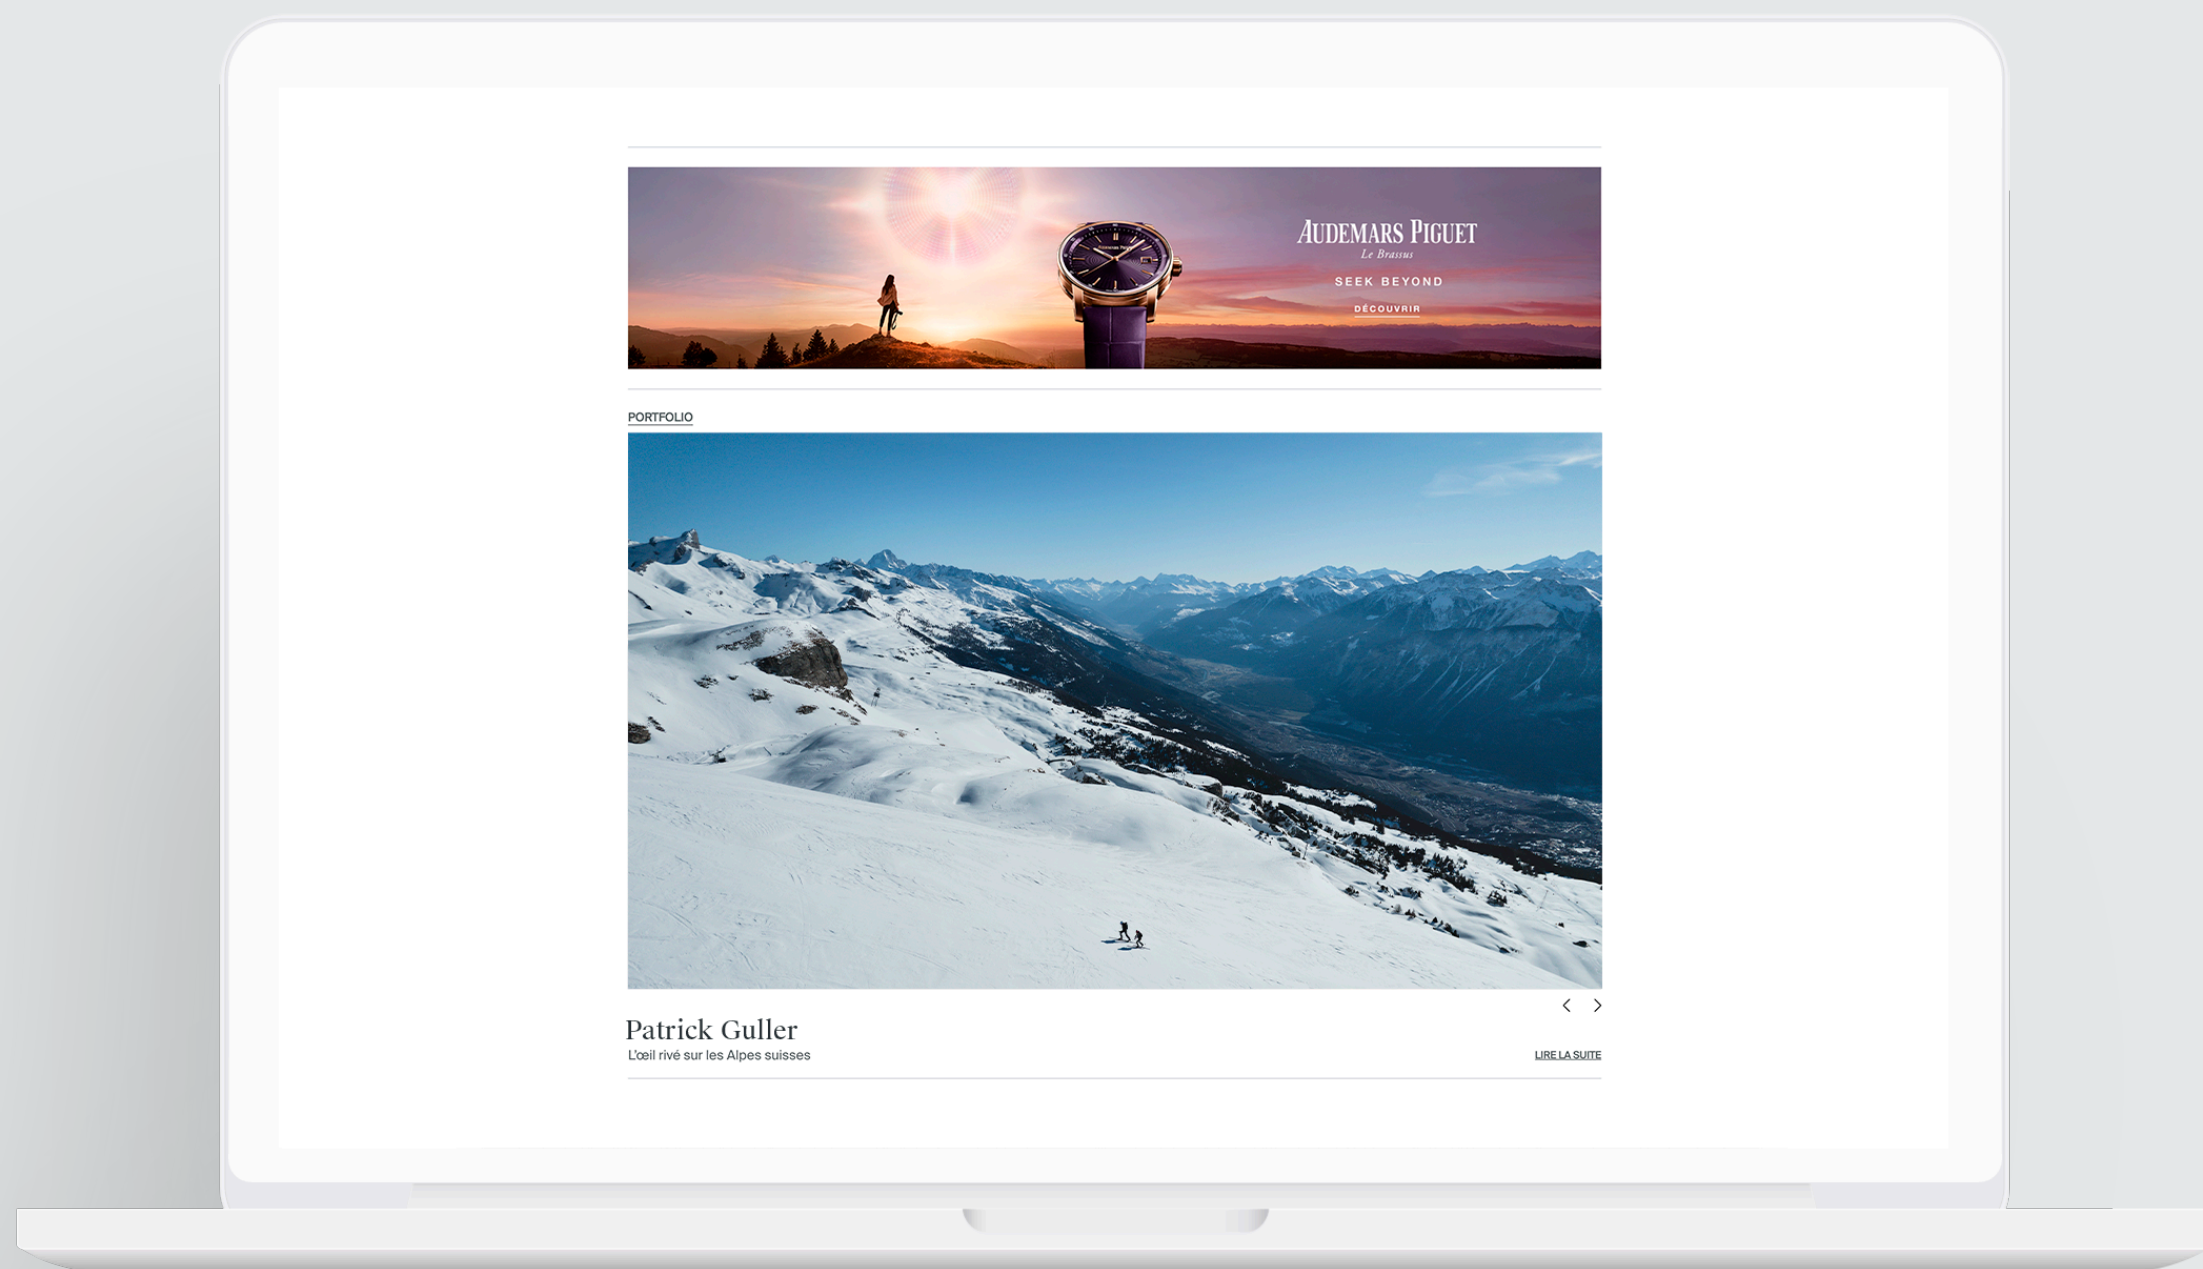 AUDEMARS PIGUET
Le Brassus
SEEK BEYOND
DÉCOUVRIR
PORTFOLIO
Patrick Guller
L'œil rivé sur les Alpes suisses
LIRE LA SUITE